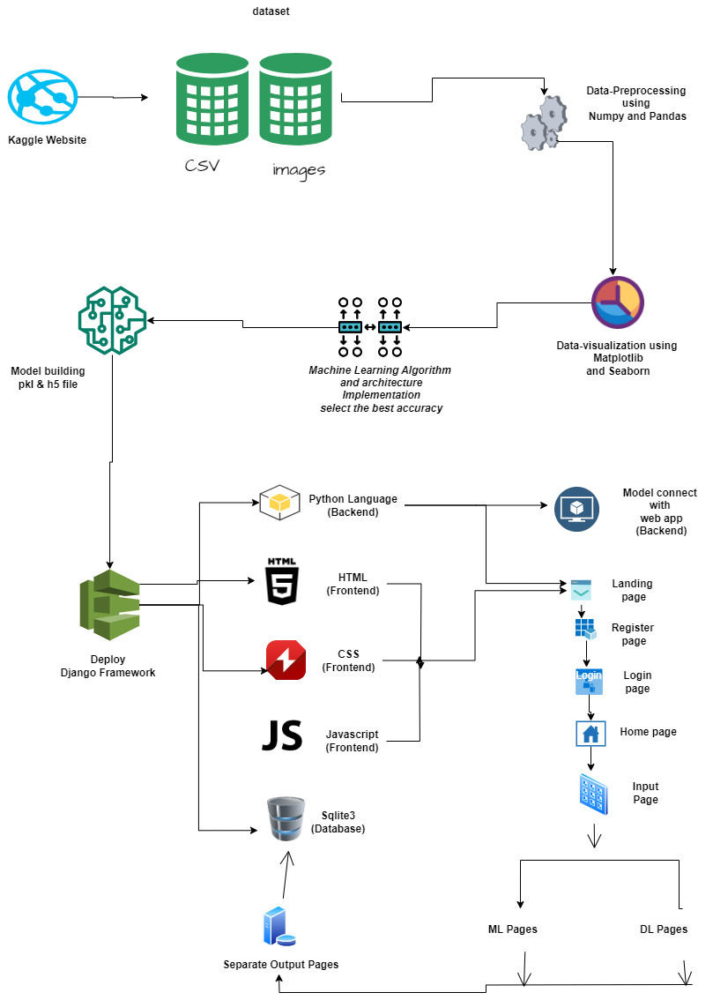 dataset
Kaggle Website
CSV
images
Data-Preprocessing
using
Numpy and Pandas
Data-visualization using
Matplotlib
and Seaborn
Machine Learning Algorithm
and architecture
Implementation
select the best accuracy
Model building
pkl & h5 file
Deploy
Django Framework
Python Language
(Backend)
Model connect
with
web app
(Backend)
HTML
5
HTML
(Frontend)
CSS
(Frontend)
JS
Javascript
(Frontend)
Sqlite3
(Database)
Landing
page
Register
page
Login
Login
page
Home page
Input
Page
ML Pages
DL Pages
Separate Output Pages